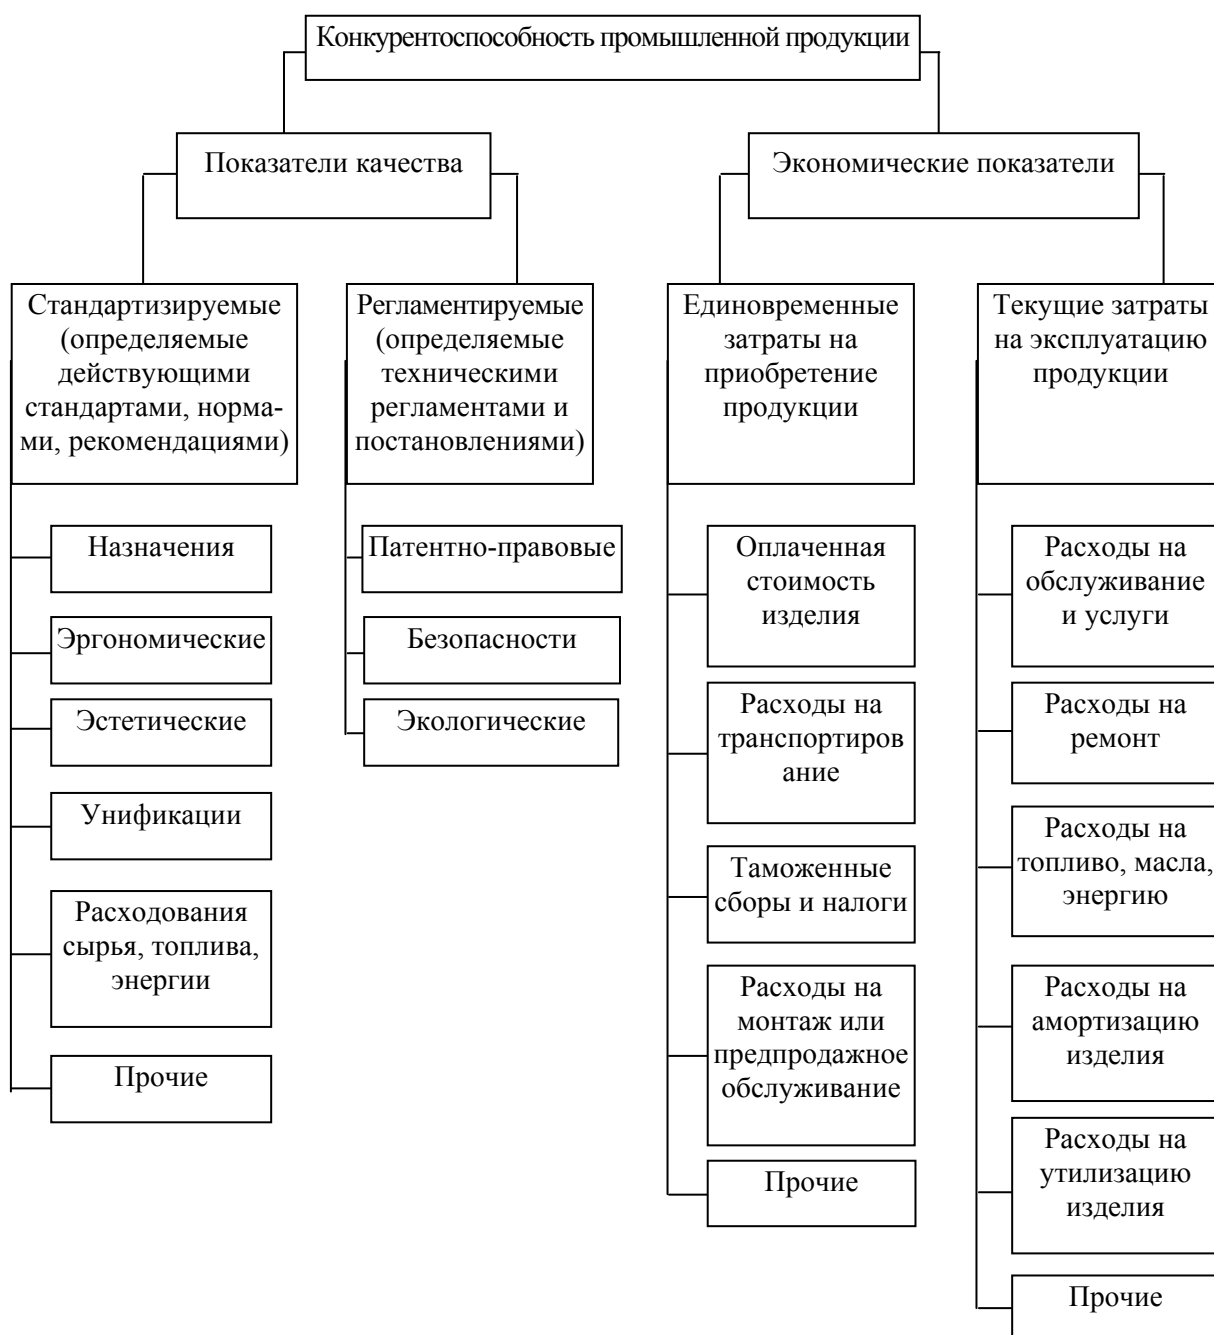 Конкурентоспособность промышленной продукции
Показатели качества
Экономические показатели
Стандартизируемые
(определяемые
действующими
стандартами, норма-
ми, рекомендациями)
Регламентируемые
(определяемые
техническими
регламентами и
постановлениями)
Единовременные
затраты на
приобретение
продукции
Текущие затраты
на эксплуатацию
продукции
Назначения
Эргономические
Эстетические
Унификации
Расходования
сырья, топлива,
энергии
Прочие
Патентно-правовые
Безопасности
Экологические
Оплаченная
стоимость
изделия
Расходы на
транспортиров
ание
Таможенные
сборы и налоги
Расходы на
монтаж или
предпродажное
обслуживание
Прочие
Расходы на
обслуживание
и услуги
Расходы на
ремонт
Расходы на
топливо, масла,
энергию
Расходы на
амортизацию
изделия
Расходы на
утилизацию
изделия
Прочие